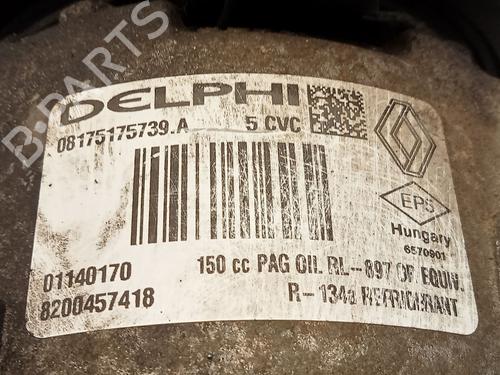 B-PARTS
DELPHI
08175175739.A 5 CVC
EPS
Hungary
6570901
01140170 150 cc PAG OIL RL-897 OF EQUIV.
8200457418 R-134a REFRIGIRANT